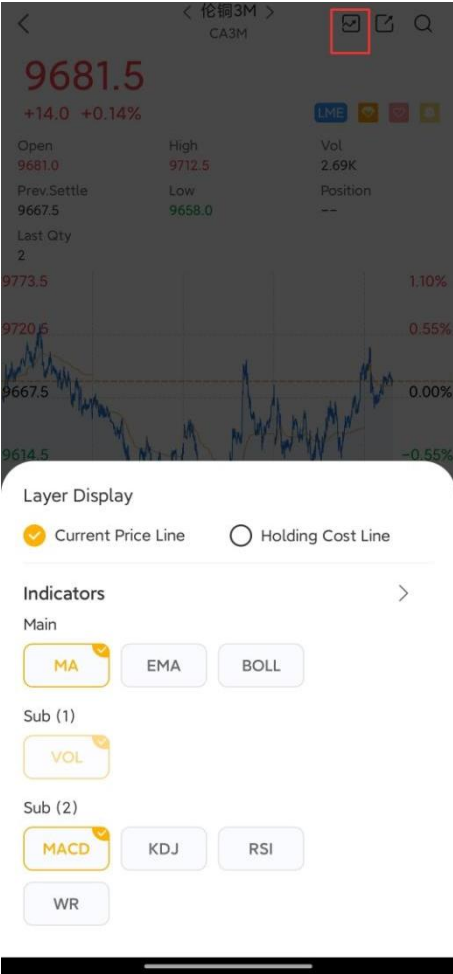 < 伦铜3M >
CA3M
9681.5
+14.0 +0.14%
LME
Open High Vol
9681.0 9712.5 2.69K
Prev.Settle Low Position
9667.5 9658.0 --
Last Qty
2
9773.5 1.10%
9720.5 0.55%
9667.5 0.00%
9614.5 -0.55%
Layer Display
Current Price Line Holding Cost Line
Indicators >
Main
MA EMA BOLL
Sub (1)
VOL
Sub (2)
MACD KDJ RSI
WR